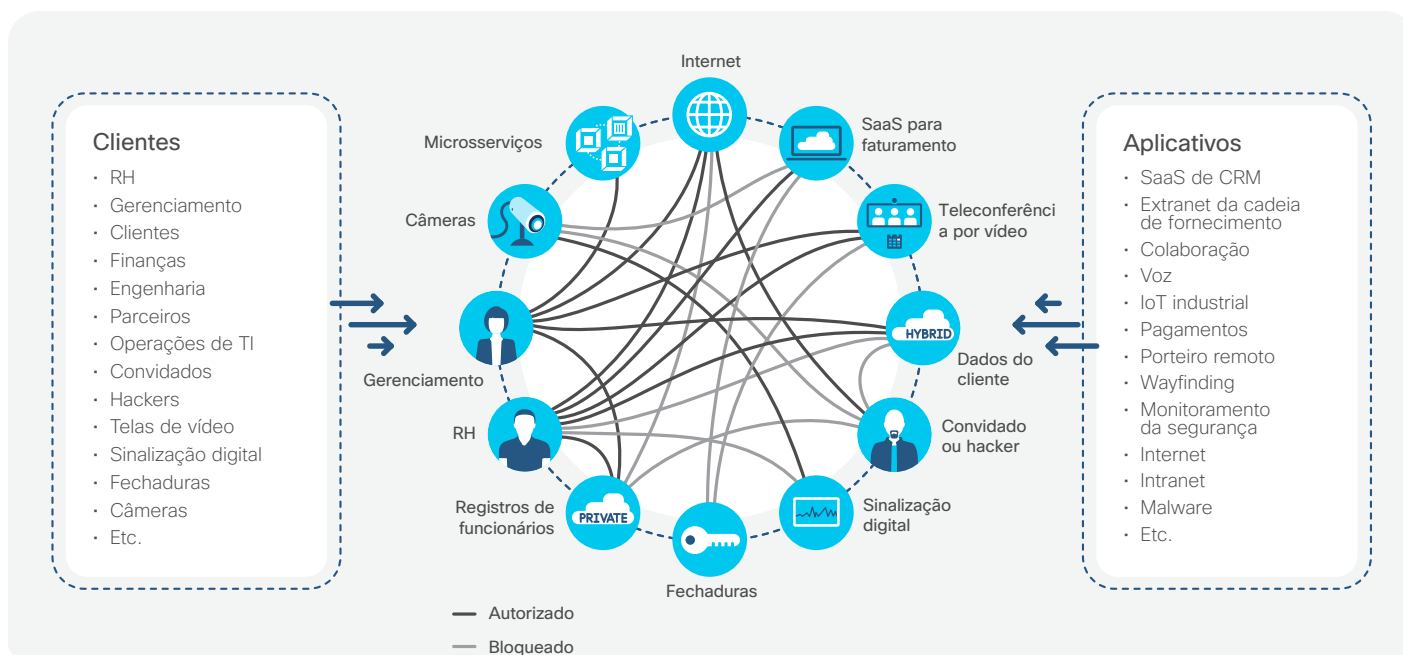 Clientes
· RH
· Gerenciamento
· Clientes
· Finanças
· Engenharia
· Parceiros
· Operações de TI
· Convidados
· Hackers
· Telas de vídeo
· Sinalização digital
· Fechaduras
· Câmeras
· Etc.
Internet
Microsserviços
SaaS para
faturamento
Câmeras
Teleconferênci
a por vídeo
Gerenciamento
HYBRID
Dados do
cliente
RH
Convidado
ou hacker
Registros de
funcionários
PRIVATE
Sinalização
digital
Fechaduras
Autorizado
Bloqueado
Aplicativos
· SaaS de CRM
· Extranet da cadeia
de fornecimento
· Colaboração
· Voz
· IoT industrial
· Pagamentos
· Porteiro remoto
· Wayfinding
· Monitoramento
da segurança
· Internet
· Intranet
· Malware
· Etc.